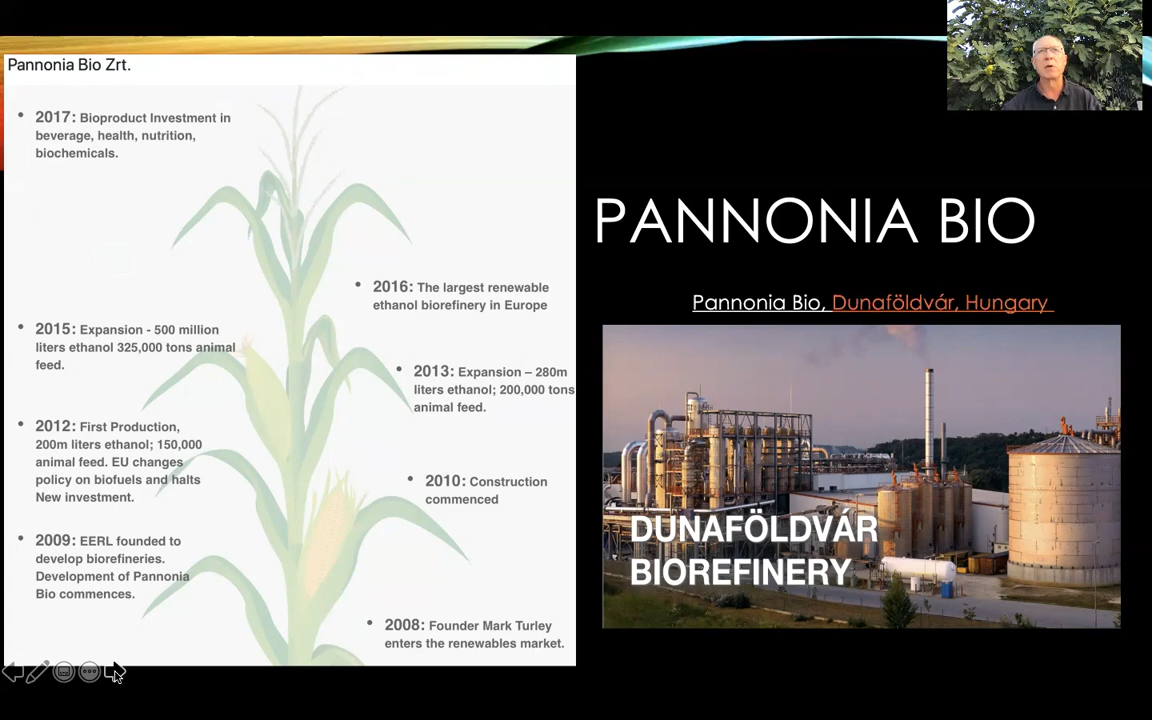 Pannonia Bio Zrt.
• 2017: Bioproduct Investment in
beverage, health, nutrition,
biochemicals.
• 2016: The largest renewable
ethanol biorefinery in Europe
• 2015: Expansion - 500 million
liters ethanol 325,000 tons animal
feed.
• 2013: Expansion – 280m
liters ethanol; 200,000 tons
animal feed.
• 2012: First Production,
200m liters ethanol; 150,000
animal feed. EU changes
policy on biofuels and halts
New investment.
• 2010: Construction
commenced
• 2009: EERL founded to
develop biorefineries.
Development of Pannonia
Bio commences.
• 2008: Founder Mark Turley
enters the renewables market.
PANNONIA BIO
Pannonia Bio, Dunaföldvár, Hungary
DUNAFÖLDVÁR
BIOREFINERY